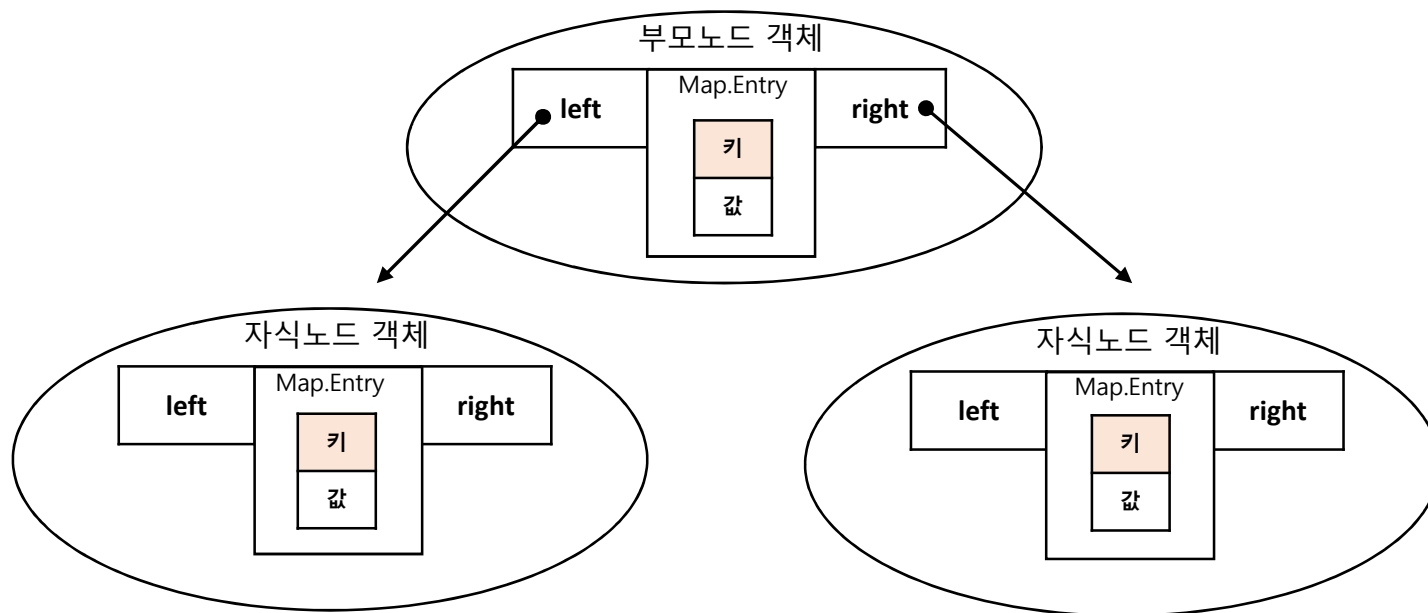 부모노드 객체
left
Map.Entry
right
키
값
자식노드 객체
left
Map.Entry
right
키
값
자식노드 객체
left
Map.Entry
right
키
값